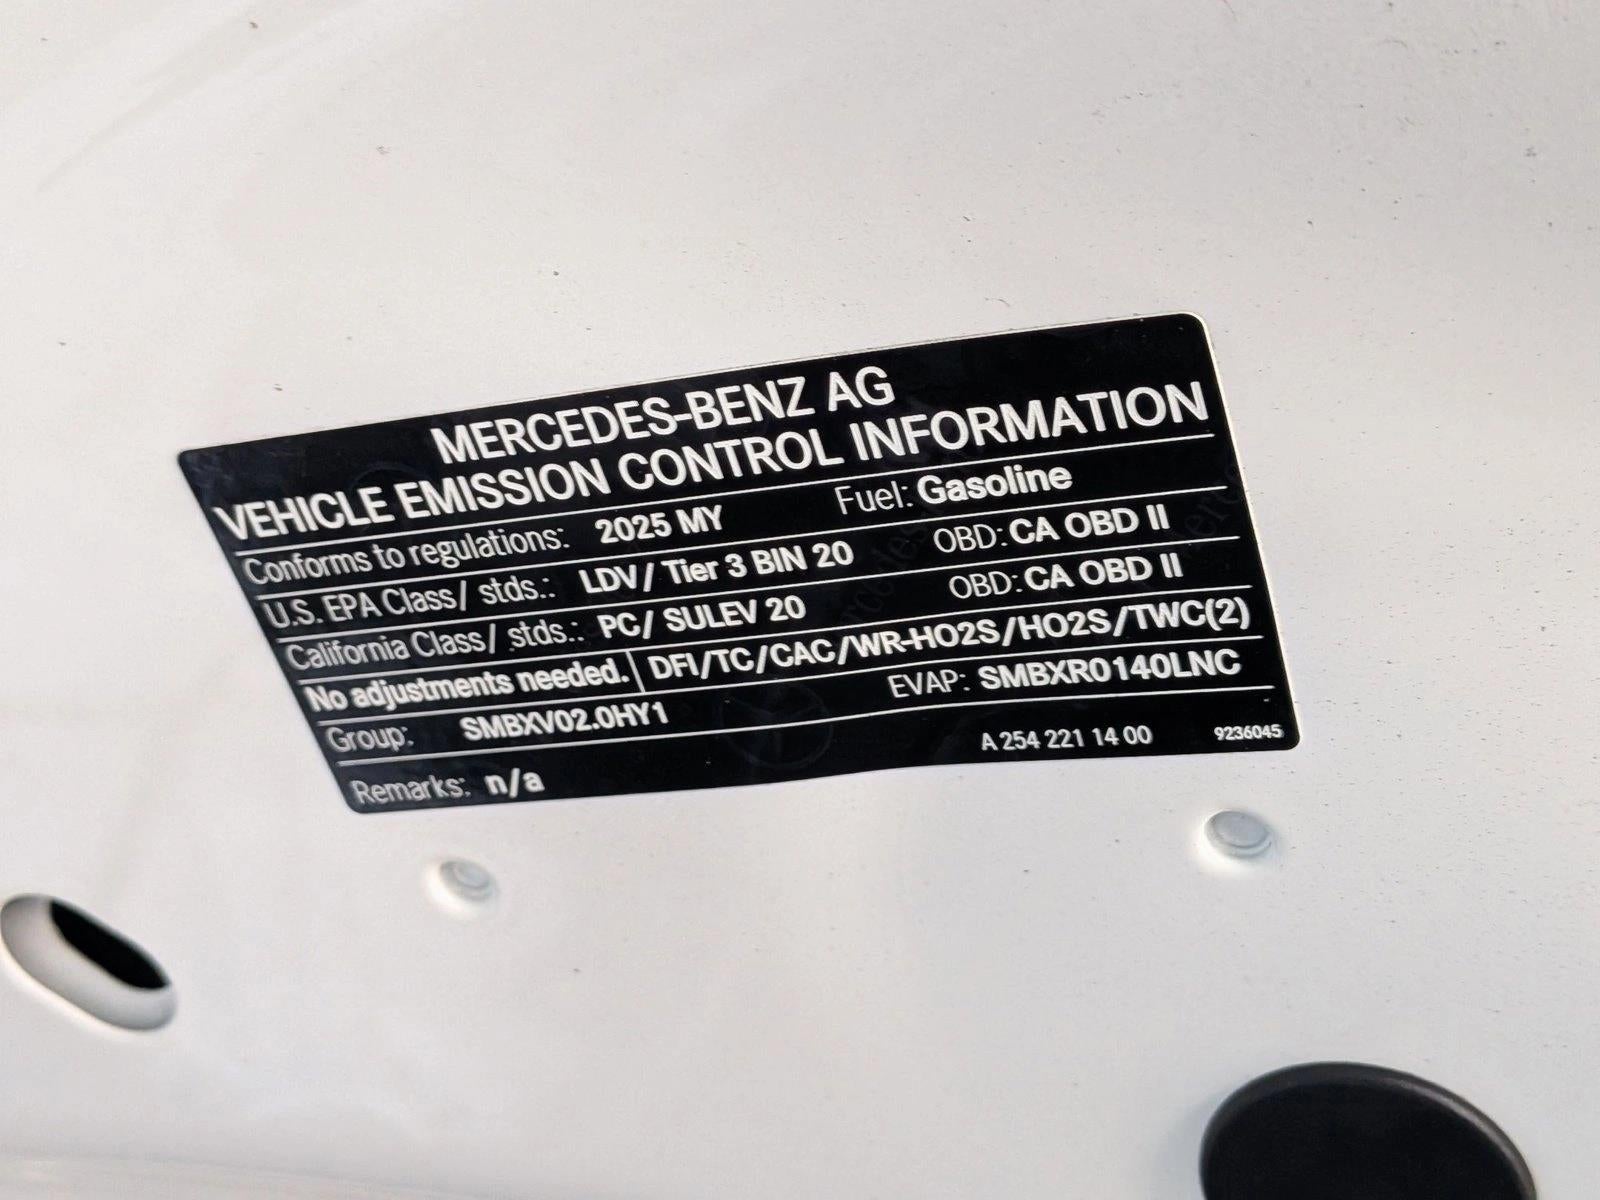 MERCEDES-BENZ AG
VEHICLE EMISSION CONTROL INFORMATION
Conforms to regulations: 2025 MY Fuel: Gasoline
U.S. EPA Class/ stds.: LDV/ Tier 3 BIN 20 OBD: CA OBD II
California Class/ stds.: PC/ SULEV 20 OBD: CA OBD II
No adjustments needed. DFI/TC/CAC/WR-HO2S/HO2S/TWC(2)
Group: SMBXV02.0HY1 EVAP: SMBXR0140LNC
Remarks: n/a A 254 221 14 00 9236045